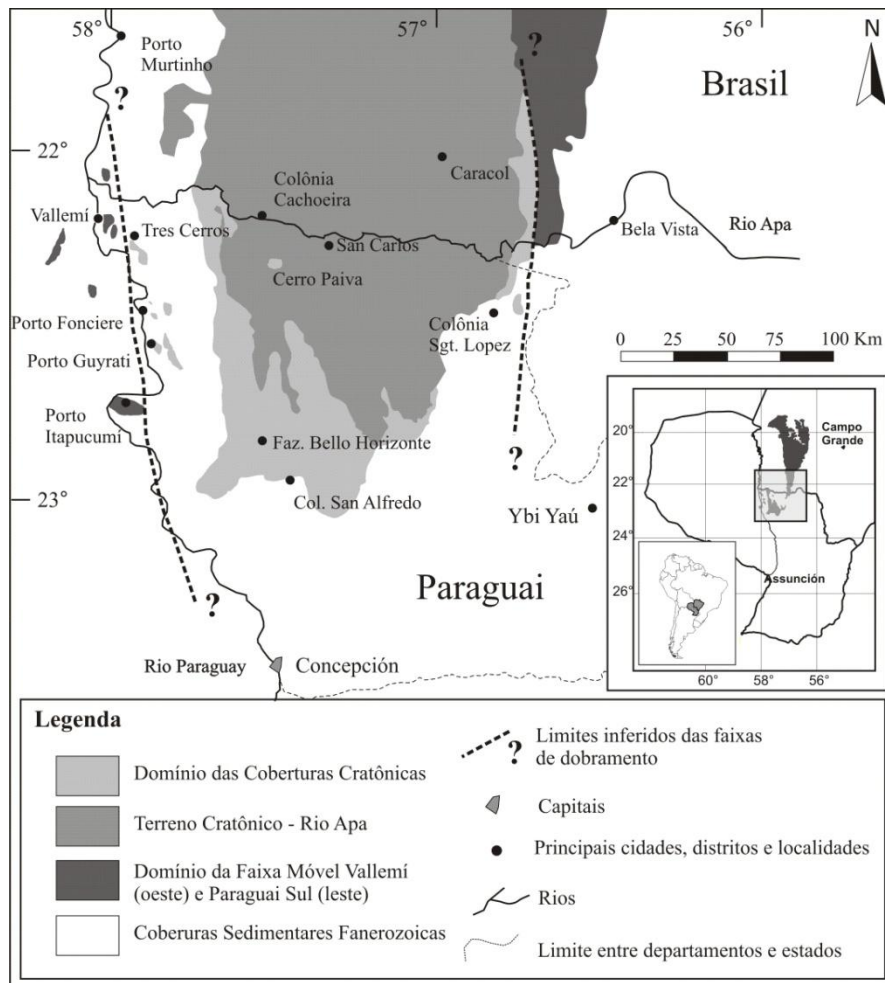 58°
57°
56°
N
Porto
Murtinho
?
?
Brasil
22°
Colônia
Cachoeira
Caracol
Vallemí
Tres Cerros
San Carlos
Bela Vista
Rio Apa
Cerro Paiva
Porto Fonciere
Colônia
Sgt. Lopez
Porto Guyrati
0 25 50 75 100 Km
Porto
Itapucumí
Faz. Bello Horizonte
?
Col. San Alfredo
23°
Ybi Yaú
Paraguai
?
Rio Paraguay
Concepción
20°
Campo
Grande
22°
24°
Assunción
26°
60°
58°
56°
Legenda
Domínio das Coberturas Cratônicas
Terreno Cratônico - Rio Apa
Domínio da Faixa Móvel Vallemí
(oeste) e Paraguai Sul (leste)
Coberuras Sedimentares Fanerozoicas
?
Limites inferidos das faixas
de dobramento
Capitais
Principais cidades, distritos e localidades
Rios
Limite entre departamentos e estados